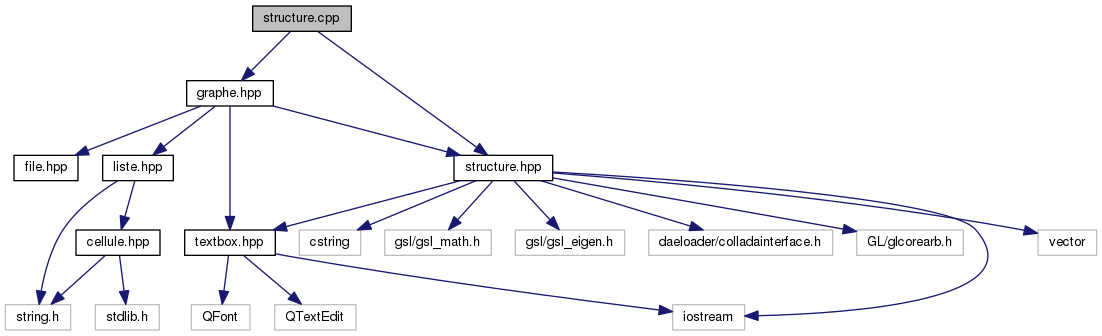 structure.cpp
graphe.hpp
file.hpp
liste.hpp
structure.hpp
cellule.hpp
textbox.hpp
cstring
gsl/gsl_math.h
gsl/gsl_eigen.h
daeloader/colladainterface.h
GL/glcorearb.h
vector
string.h
stdlib.h
QFont
QTextEdit
iostream